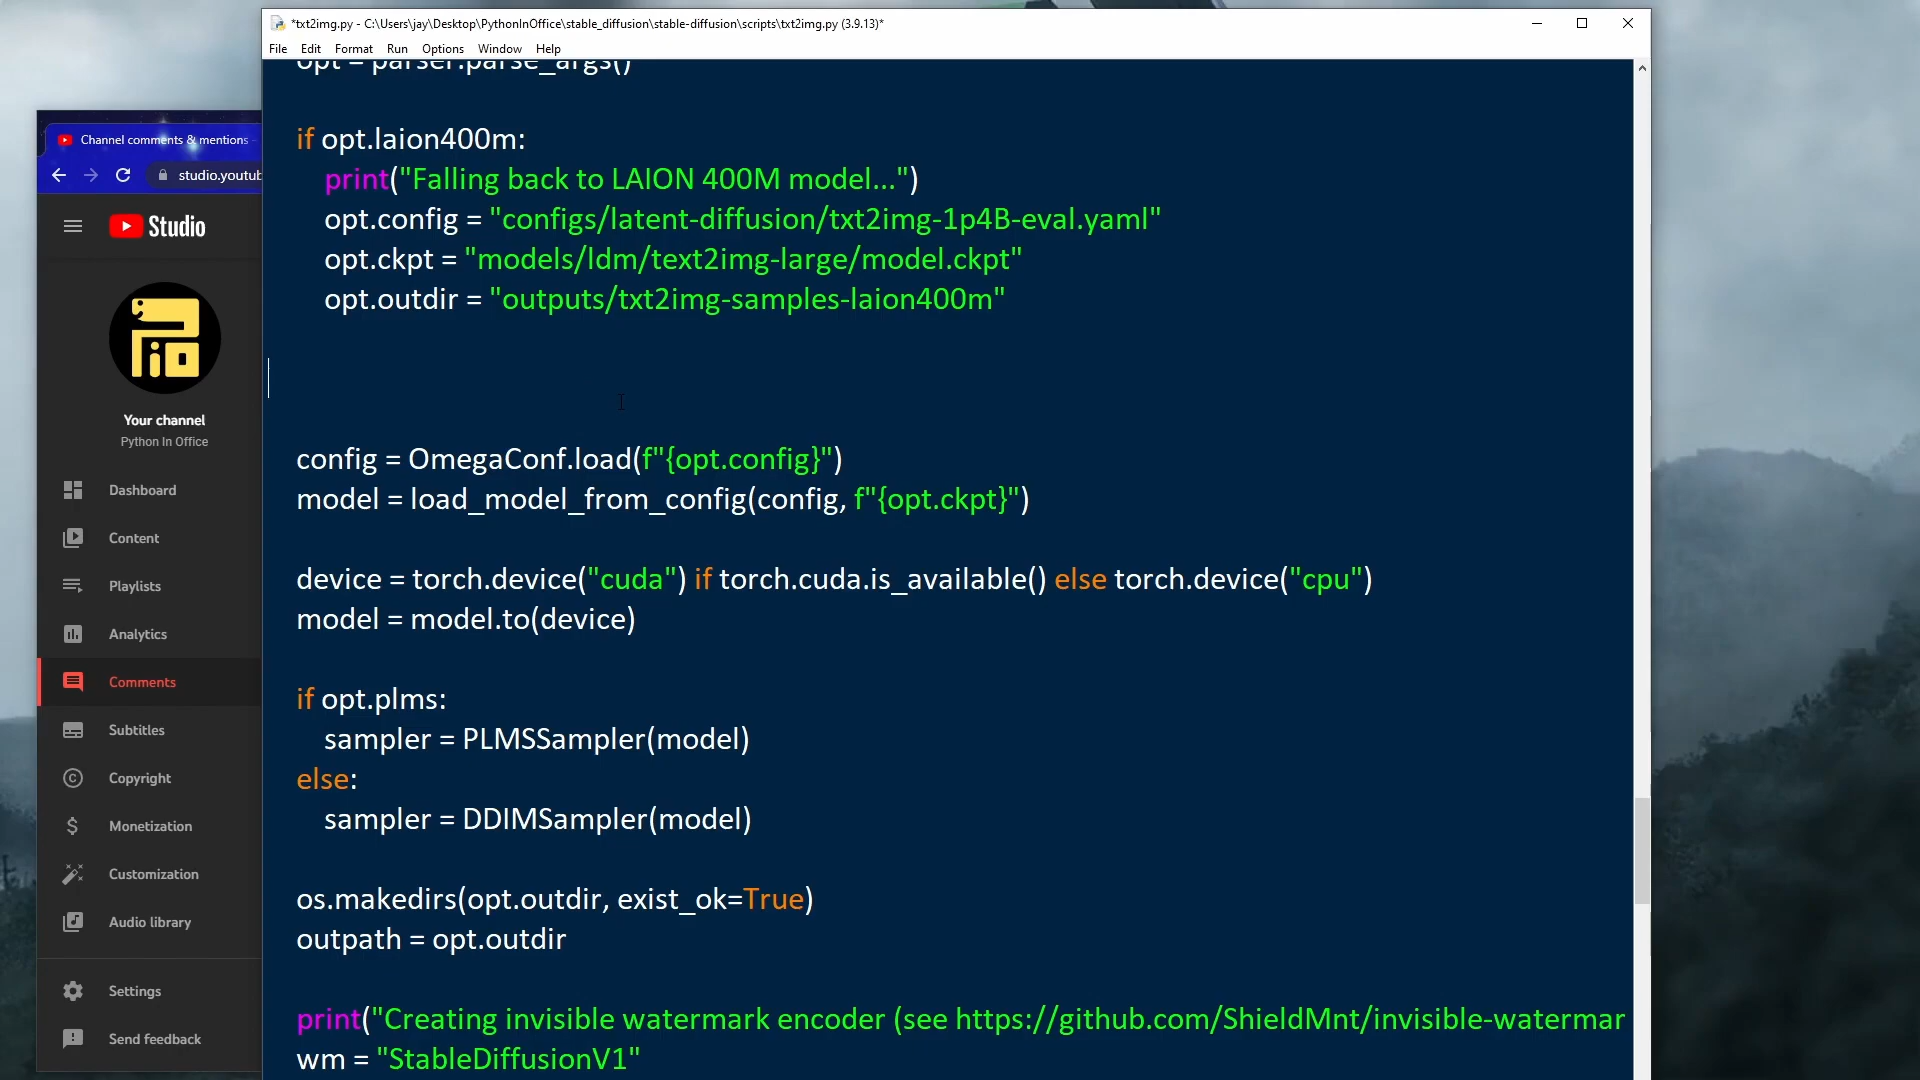 *txt2img.py - C:\Users\jay\Desktop\PythonInOffice\stable_diffusion\stable-diffusion\scripts\txt2img.py (3.9.13)*
File Edit Format Run Options Window Help
opt = parser.parse_args()
if opt.laion400m:
print("Falling back to LAION 400M model...")
opt.config = "configs/latent-diffusion/txt2img-1p4B-eval.yaml"
opt.ckpt = "models/ldm/text2img-large/model.ckpt"
opt.outdir = "outputs/txt2img-samples-laion400m"
config = OmegaConf.load(f"{opt.config}")
model = load_model_from_config(config, f"{opt.ckpt}")
device = torch.device("cuda") if torch.cuda.is_available() else torch.device("cpu")
model = model.to(device)
if opt.plms:
sampler = PLMSSampler(model)
else:
sampler = DDIMSampler(model)
os.makedirs(opt.outdir, exist_ok=True)
outpath = opt.outdir
print("Creating invisible watermark encoder (see https://github.com/ShieldMnt/invisible-watermar
wm = "StableDiffusionV1"
Channel comments & mentions -
studio.youtub
Studio
Pio
Your channel
Python In Office
Dashboard
Content
Playlists
Analytics
Comments
Subtitles
Copyright
Monetization
Customization
Audio library
Settings
Send feedback